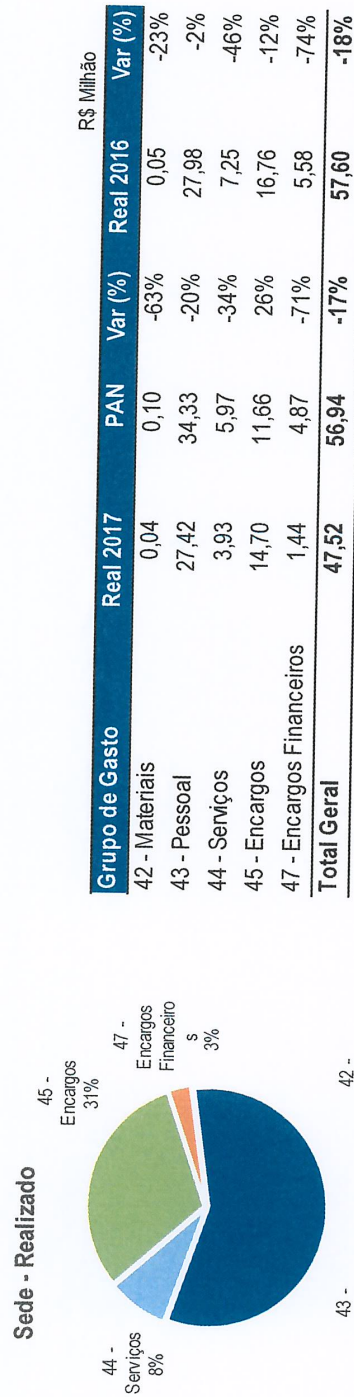 Sede - Realizado
45 -
Encargos
31%
47 -
Encargos
Financeiro
s
3%
44 -
Serviços
8%
43 -
42 -
R$ Milhão
Grupo de Gasto Real 2017 PAN Var (%) Real 2016 Var (%)
42 - Materiais 0,04 0,10 -63% 0,05 -23%
43 - Pessoal 27,42 34,33 -20% 27,98 -2%
44 - Serviços 3,93 5,97 -34% 7,25 -46%
45 - Encargos 14,70 11,66 26% 16,76 -12%
47 - Encargos Financeiros 1,44 4,87 -71% 5,58 -74%
Total Geral 47,52 56,94 -17% 57,60 -18%